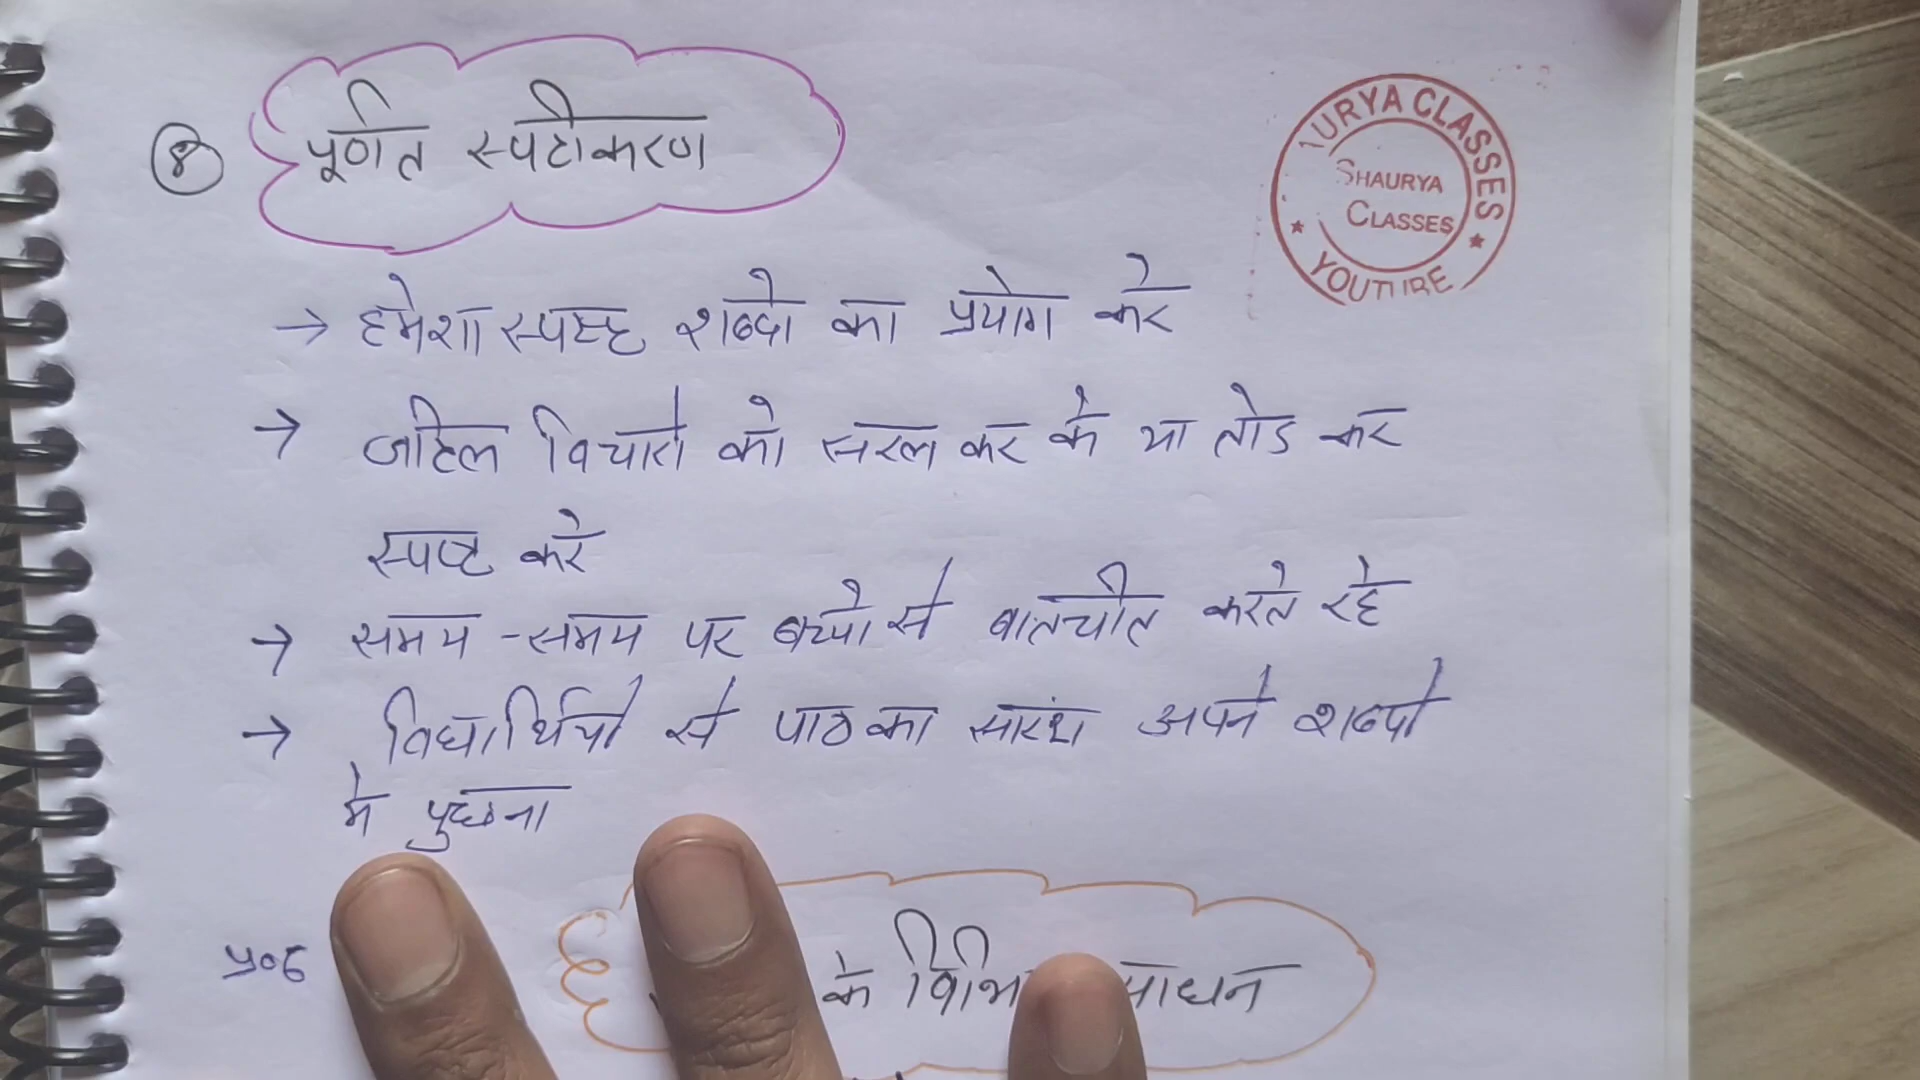 8 पूर्णत स्पष्टीकरण
SHAURYA CLASSES
YOUTUBE
SHAURYA
CLASSES
→ हमेशा स्पष्ट शब्दो का प्रयोग करे
→ जटिल विचारो को सरल कर के या तोड कर
स्पष्ट करे
→ समय - समय पर बच्चो से बातचीत करते रहे
→ विद्यार्थियो से पाठ का सारंश अपने शब्दो
मे पुछना
प्र०6
के साधन